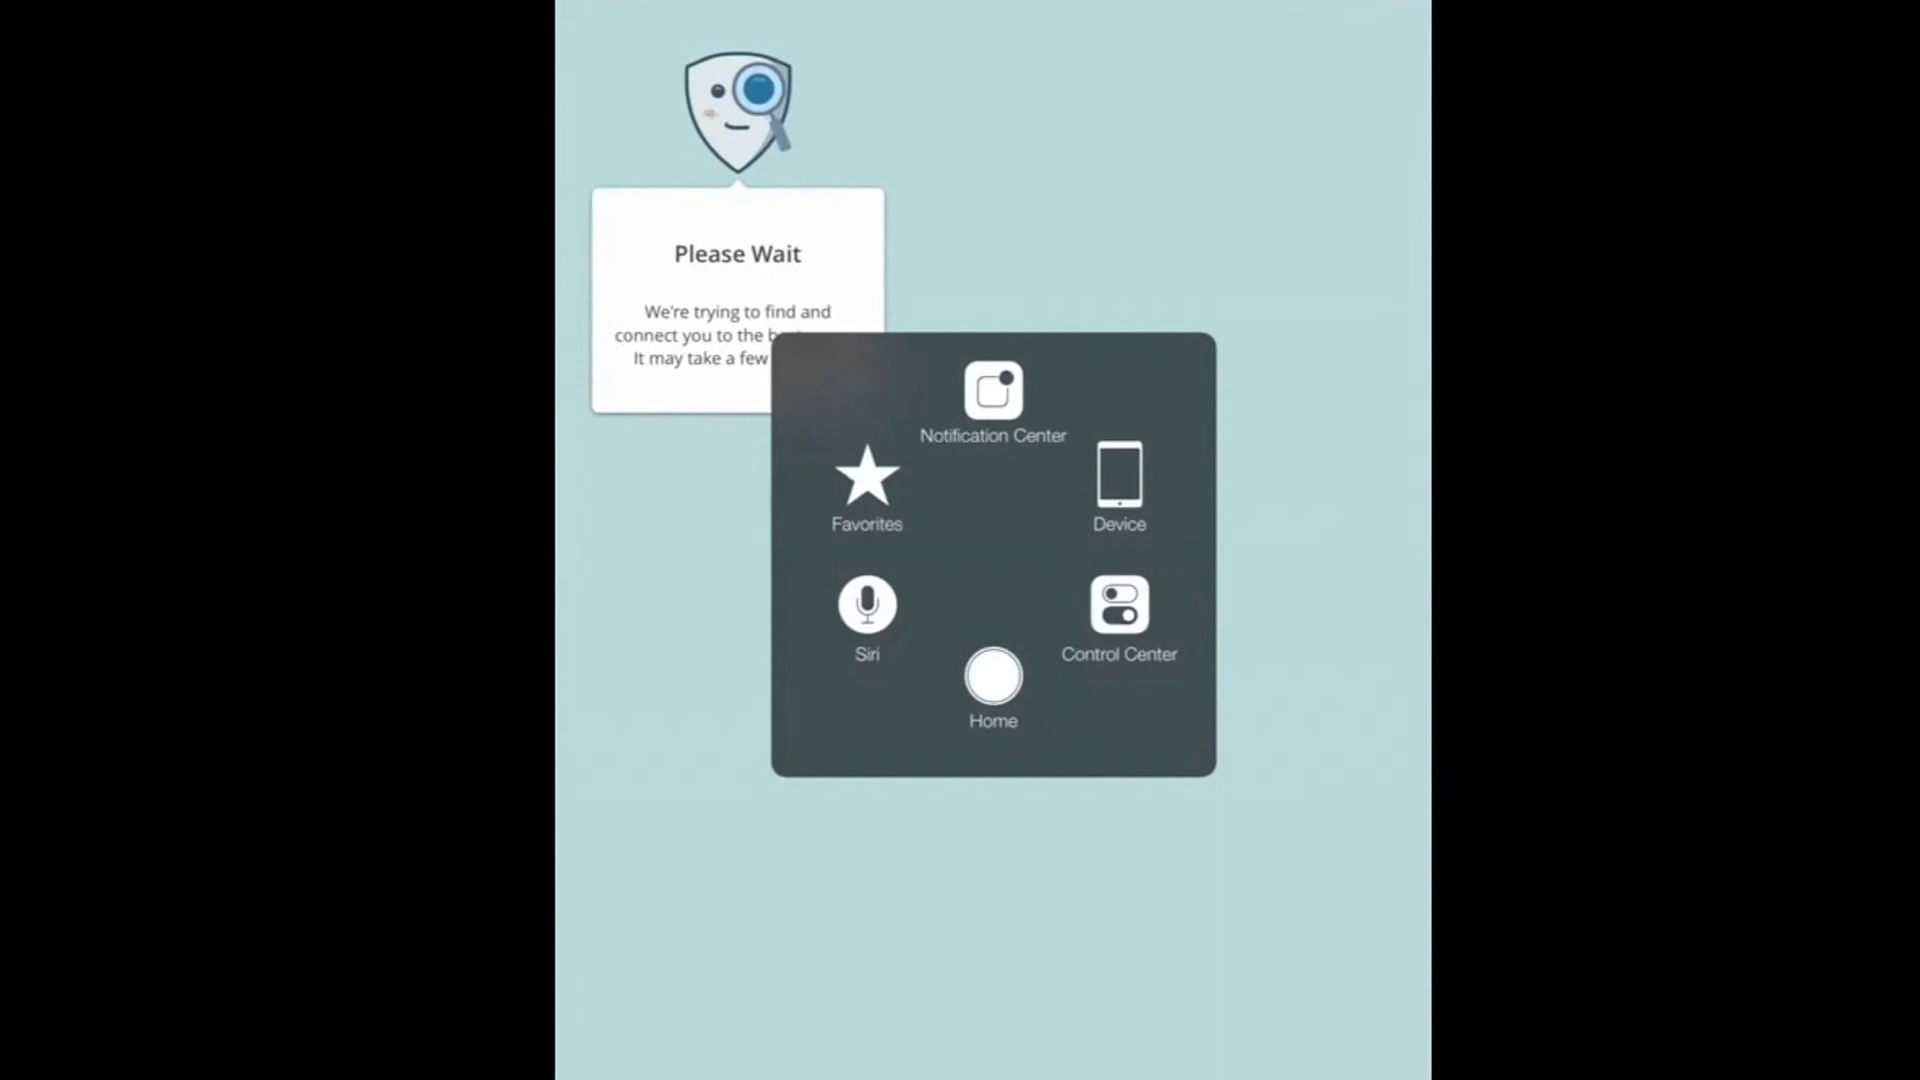 Please Wait
We're trying to find and
connect you to the
It may take a few
Notification Center
Favorites
Device
Siri
Control Center
Home